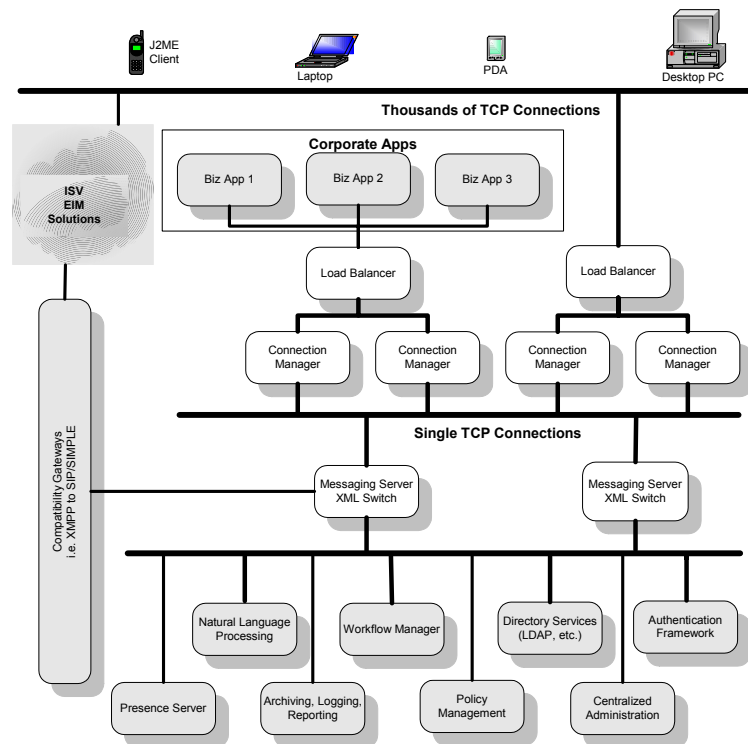 J2ME
Client
Laptop
PDA
Desktop PC
Thousands of TCP Connections
Corporate Apps
Biz App 1
Biz App 2
Biz App 3
ISV
EIM
Solutions
Load Balancer
Load Balancer
Connection
Manager
Connection
Manager
Connection
Manager
Connection
Manager
Single TCP Connections
Compatibility Gateways
i.e. XMPP to SIP/SIMPLE
Messaging Server
XML Switch
Messaging Server
XML Switch
Natural Language
Processing
Workflow Manager
Directory Services
(LDAP, etc.)
Authentication
Framework
Presence Server
Archiving, Logging,
Reporting
Policy
Management
Centralized
Administration